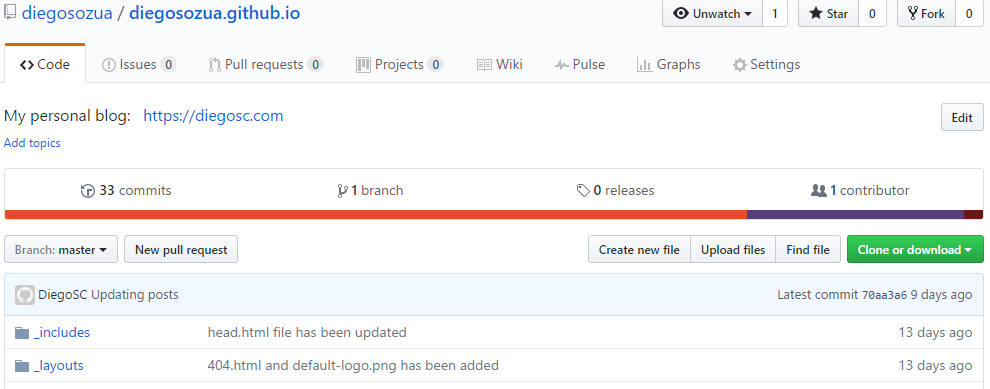 diegosozua / diegosozua.github.io Unwatch 1 Star 0 Fork 0
Code Issues 0 Pull requests 0 Projects 0 Wiki Pulse Graphs Settings
My personal blog: https://diegosc.com Edit
Add topics
33 commits 1 branch 0 releases 1 contributor
Branch: master New pull request Create new file Upload files Find file Clone or download
DiegoSC Updating posts Latest commit 70aa3a6 9 days ago
_includes head.html file has been updated 13 days ago
_layouts 404.html and default-logo.png has been added 13 days ago